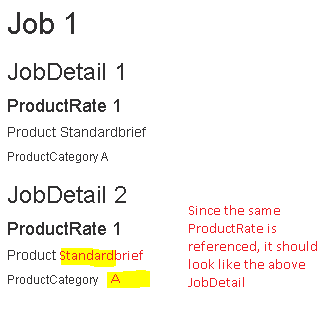 Job 1
JobDetail 1
ProductRate 1
Product Standardbrief
ProductCategory A
JobDetail 2
ProductRate 1
Product Standardbrief
ProductCategory A
Since the same
ProductRate is
referenced, it should
look like the above
JobDetail